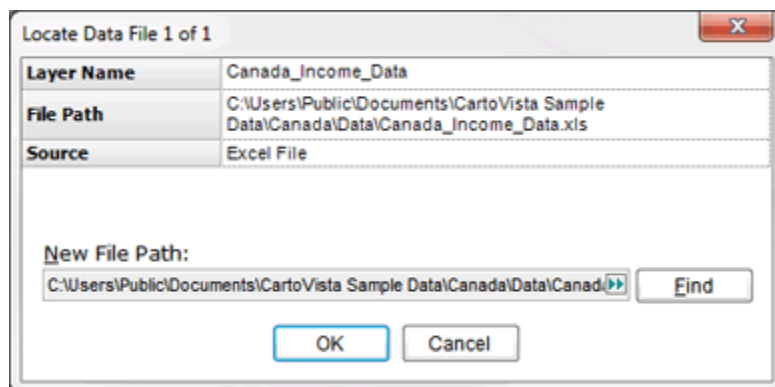 Locate Data File 1 of 1
Layer Name Canada_Income_Data
File Path C:\Users\Public\Documents\CartoVista Sample
Data\Canada\Data\Canada_Income_Data.xls
Source Excel File
New File Path:
C:\Users\Public\Documents\CartoVista Sample Data\Canada\Data\Canad
Find
OK Cancel